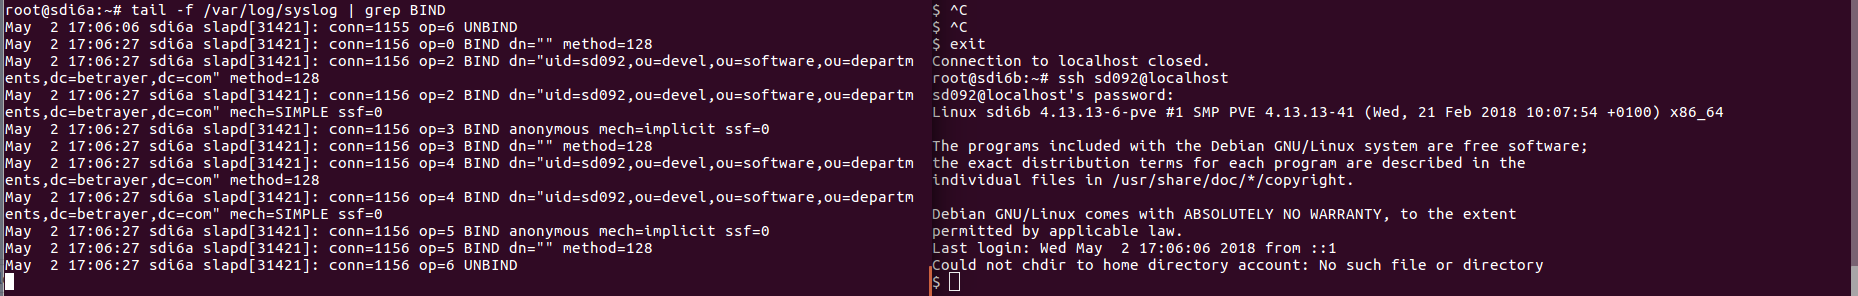 root@sdi6a:~# tail -f /var/log/syslog | grep BIND
May  2 17:06:06 sdi6a slapd[31421]: conn=1155 op=6 UNBIND
May  2 17:06:27 sdi6a slapd[31421]: conn=1156 op=0 BIND dn="" method=128
May  2 17:06:27 sdi6a slapd[31421]: conn=1156 op=2 BIND dn="uid=sd092,ou=devel,ou=software,ou=departm
ents,dc=betrayer,dc=com" method=128
May  2 17:06:27 sdi6a slapd[31421]: conn=1156 op=2 BIND dn="uid=sd092,ou=devel,ou=software,ou=departm
ents,dc=betrayer,dc=com" mech=SIMPLE ssf=0
May  2 17:06:27 sdi6a slapd[31421]: conn=1156 op=3 BIND anonymous mech=implicit ssf=0
May  2 17:06:27 sdi6a slapd[31421]: conn=1156 op=3 BIND dn="" method=128
May  2 17:06:27 sdi6a slapd[31421]: conn=1156 op=4 BIND dn="uid=sd092,ou=devel,ou=software,ou=departm
ents,dc=betrayer,dc=com" method=128
May  2 17:06:27 sdi6a slapd[31421]: conn=1156 op=4 BIND dn="uid=sd092,ou=devel,ou=software,ou=departm
ents,dc=betrayer,dc=com" mech=SIMPLE ssf=0
May  2 17:06:27 sdi6a slapd[31421]: conn=1156 op=5 BIND anonymous mech=implicit ssf=0
May  2 17:06:27 sdi6a slapd[31421]: conn=1156 op=5 BIND dn="" method=128
May  2 17:06:27 sdi6a slapd[31421]: conn=1156 op=6 UNBIND
$ ^C
$ ^C
$ exit
Connection to localhost closed.
root@sdi6b:~# ssh sd092@localhost
sd092@localhost's password:
Linux sdi6b 4.13.13-6-pve #1 SMP PVE 4.13.13-41 (Wed, 21 Feb 2018 10:07:54 +0100) x86_64

The programs included with the Debian GNU/Linux system are free software;
the exact distribution terms for each program are described in the
individual files in /usr/share/doc/*/copyright.

Debian GNU/Linux comes with ABSOLUTELY NO WARRANTY, to the extent
permitted by applicable law.
Last login: Wed May  2 17:06:06 2018 from ::1
Could not chdir to home directory account: No such file or directory
$